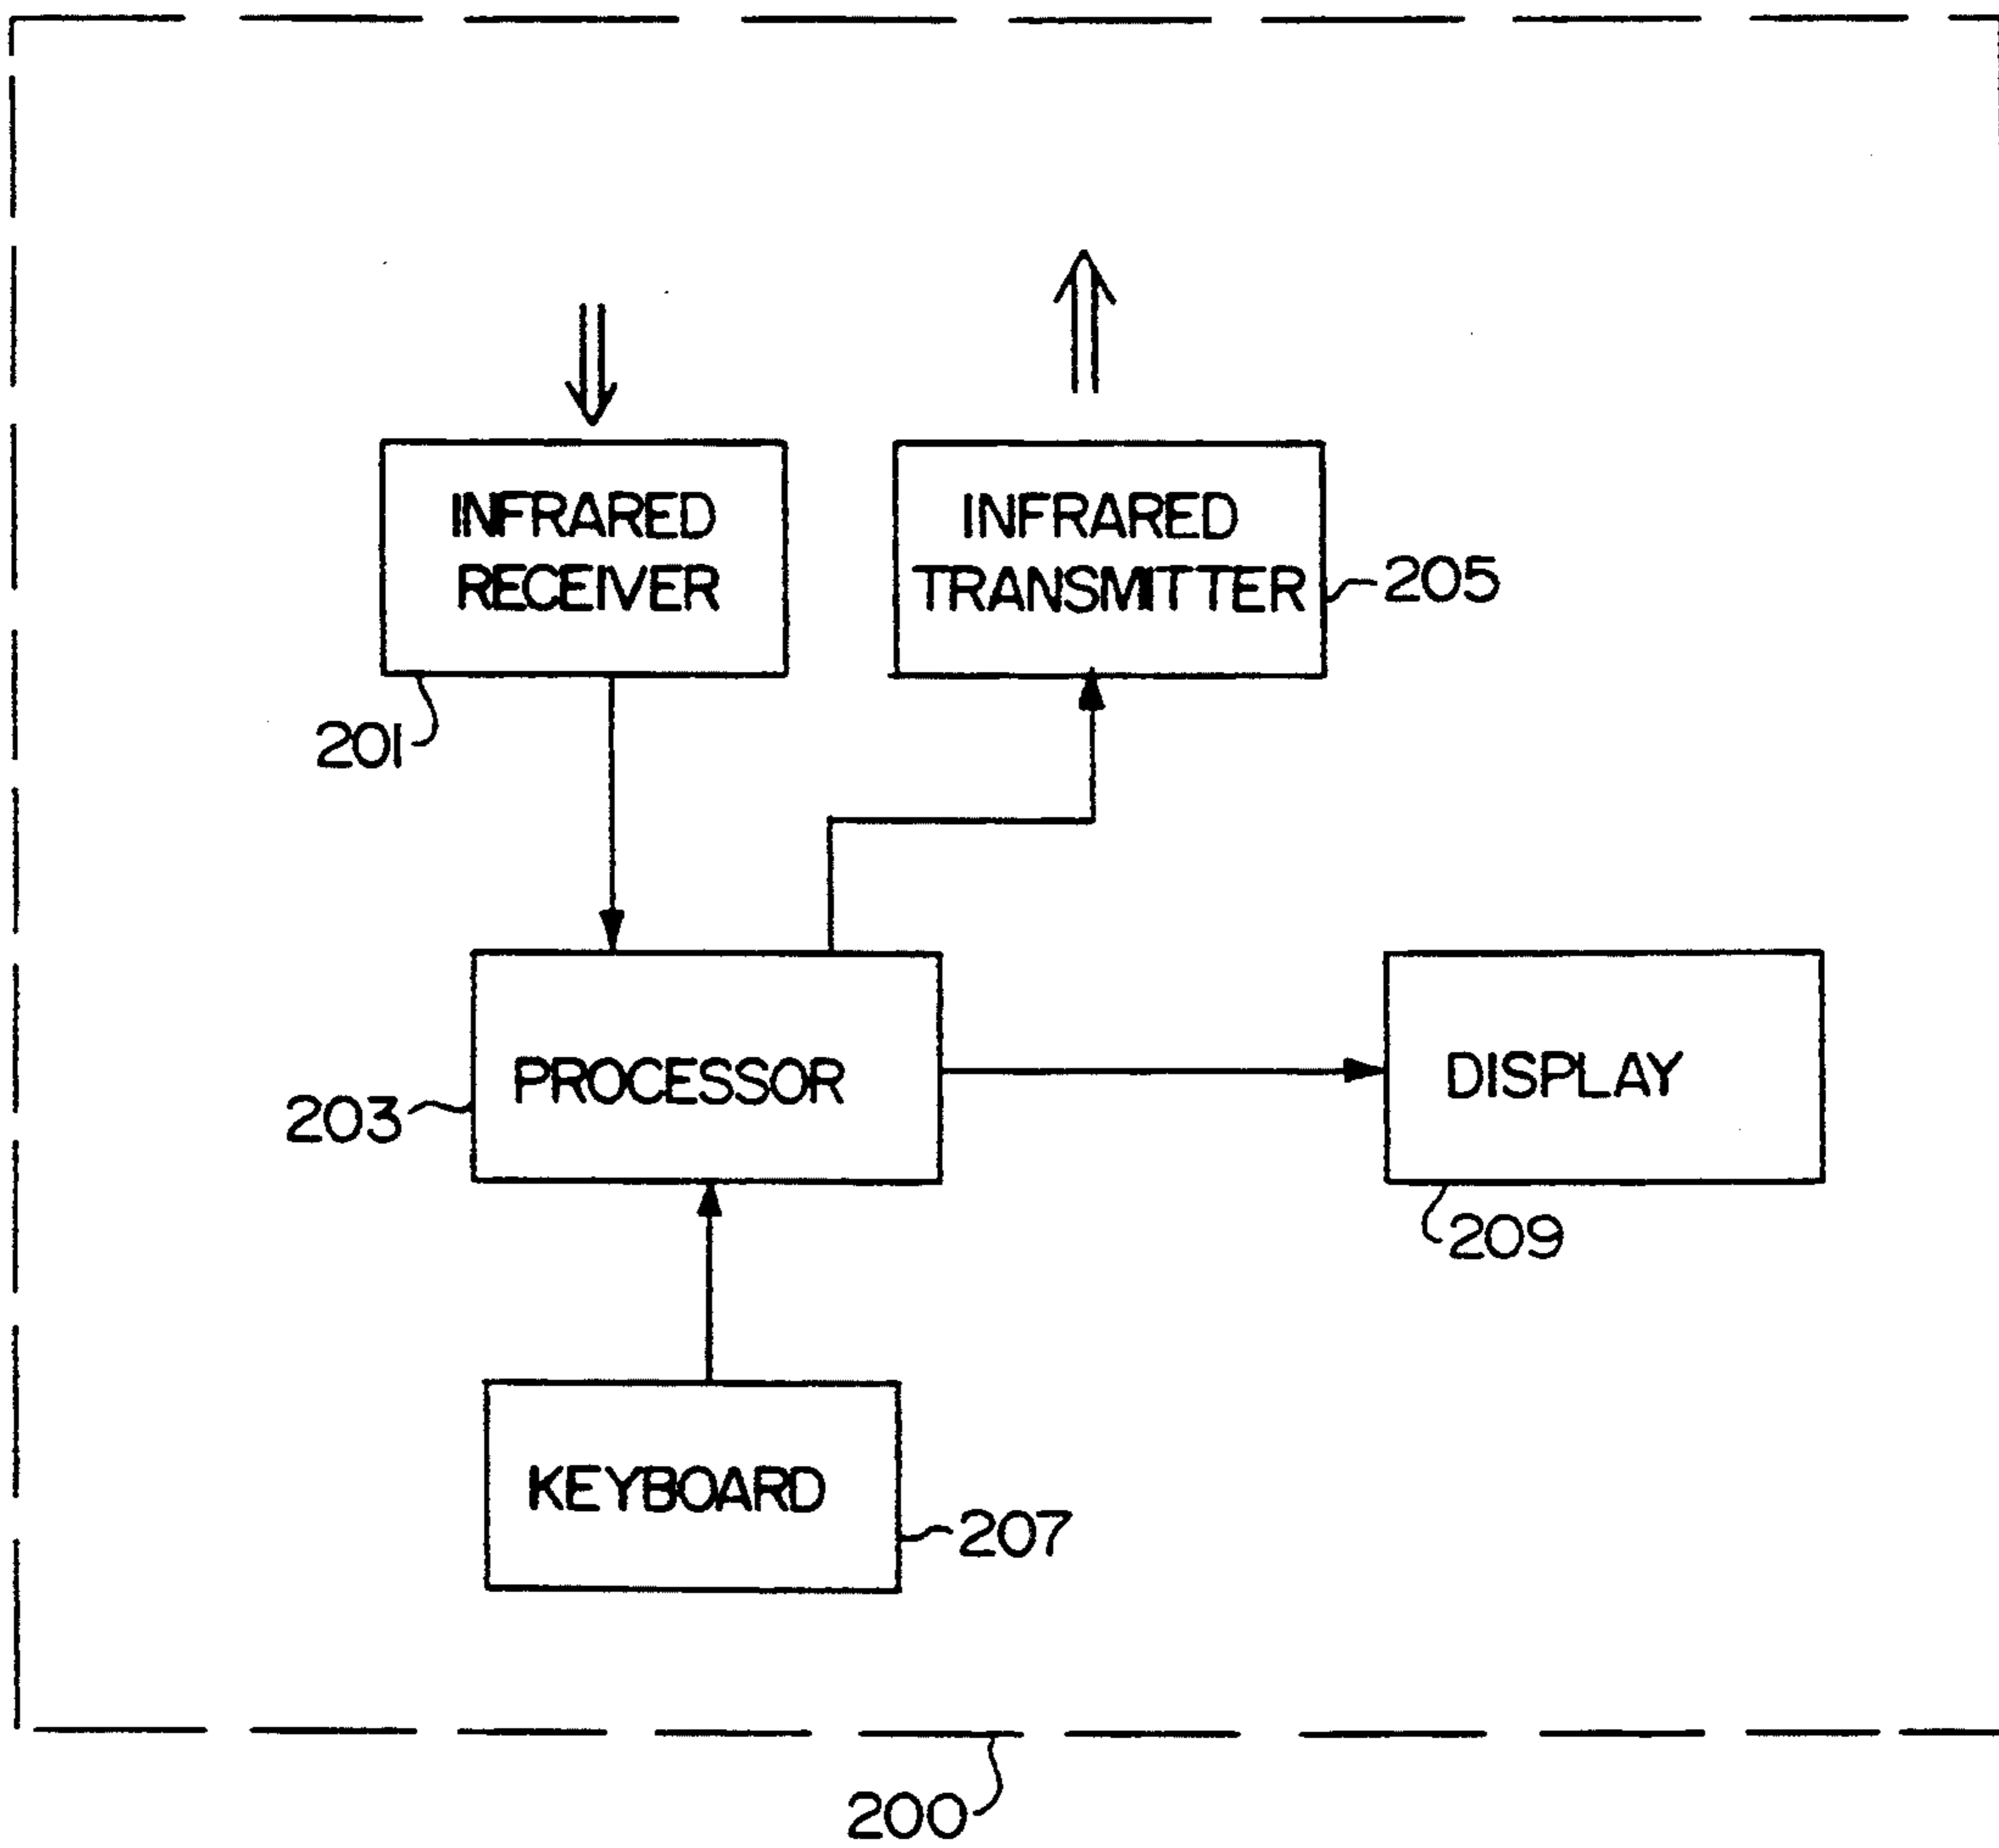 INFRARED
RECEIVER
INFRARED
TRANSMITTER
205
201
PROCESSOR
203
DISPLAY
209
KEYBOARD
207
200